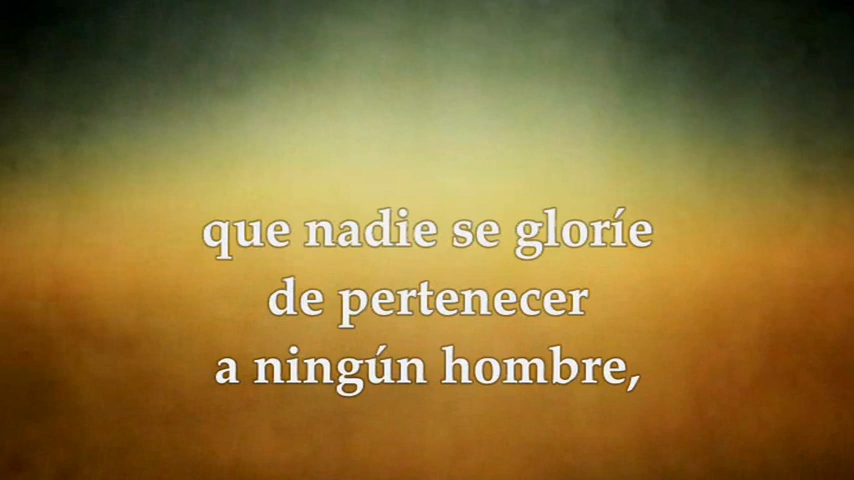 que nadie se gloríe
de pertenecer
a ningún hombre,